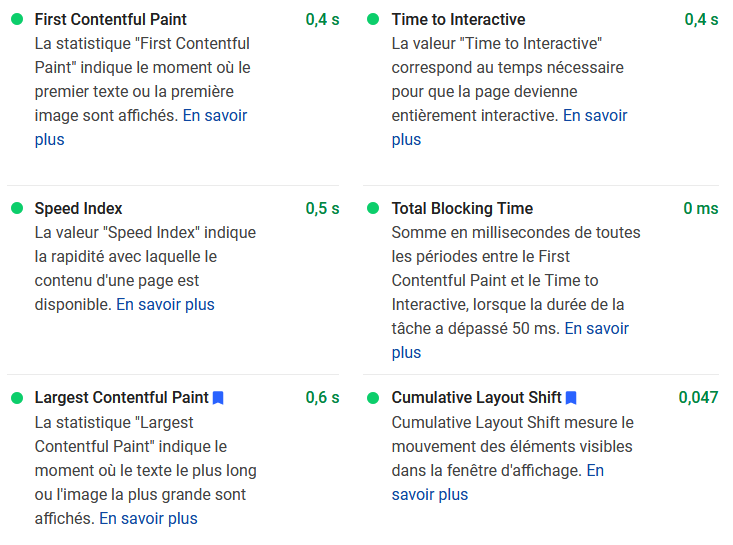 First Contentful Paint 0,4 s
La statistique "First Contentful
Paint" indique le moment où le
premier texte ou la première
image sont affichés. En savoir
plus
Time to Interactive 0,4 s
La valeur "Time to Interactive"
correspond au temps nécessaire
pour que la page devienne
entièrement interactive. En savoir
plus
Speed Index 0,5 s
La valeur "Speed Index" indique
la rapidité avec laquelle le
contenu d'une page est
disponible. En savoir plus
Total Blocking Time 0 ms
Somme en millisecondes de toutes
les périodes entre le First
Contentful Paint et le Time to
Interactive, lorsque la durée de la
tâche a dépassé 50 ms. En savoir
plus
Largest Contentful Paint 0,6 s
La statistique "Largest
Contentful Paint" indique le
moment où le texte le plus long
ou l'image la plus grande sont
affichés. En savoir plus
Cumulative Layout Shift 0,047
Cumulative Layout Shift mesure le
mouvement des éléments visibles
dans la fenêtre d'affichage. En
savoir plus